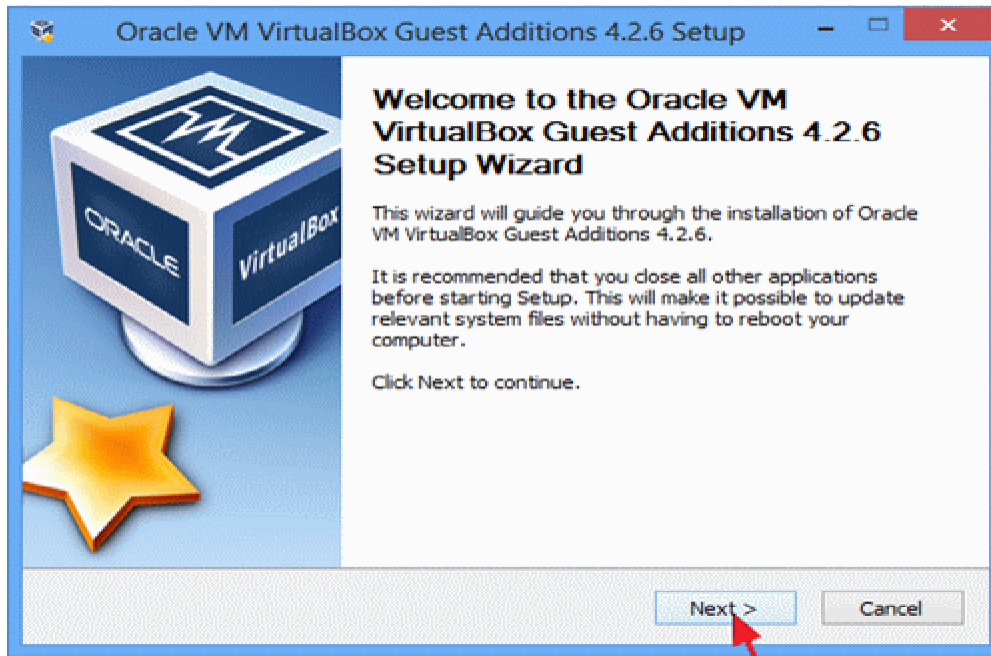 Oracle VM VirtualBox Guest Additions 4.2.6 Setup
Welcome to the Oracle VM
VirtualBox Guest Additions 4.2.6
Setup Wizard
This wizard will guide you through the installation of Oracle
VM VirtualBox Guest Additions 4.2.6.
It is recommended that you close all other applications
before starting Setup. This will make it possible to update
relevant system files without having to reboot your
computer.
Click Next to continue.
ORACLE
VirtualBox
Next >
Cancel